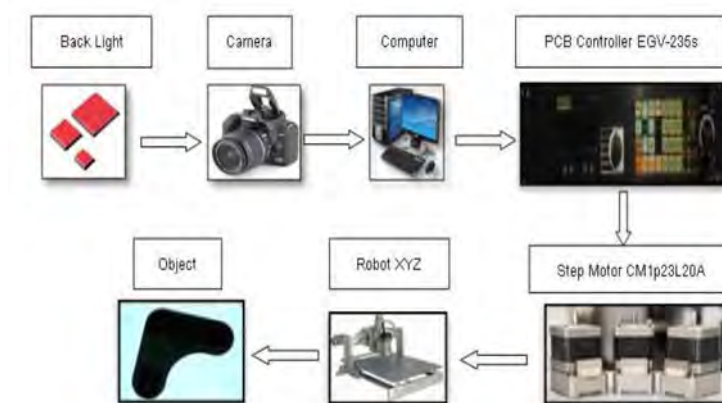 Back Light
Camera
Computer
PCB Controller EGV-235s
Object
Robot XYZ
Step Motor CM1p23L20A